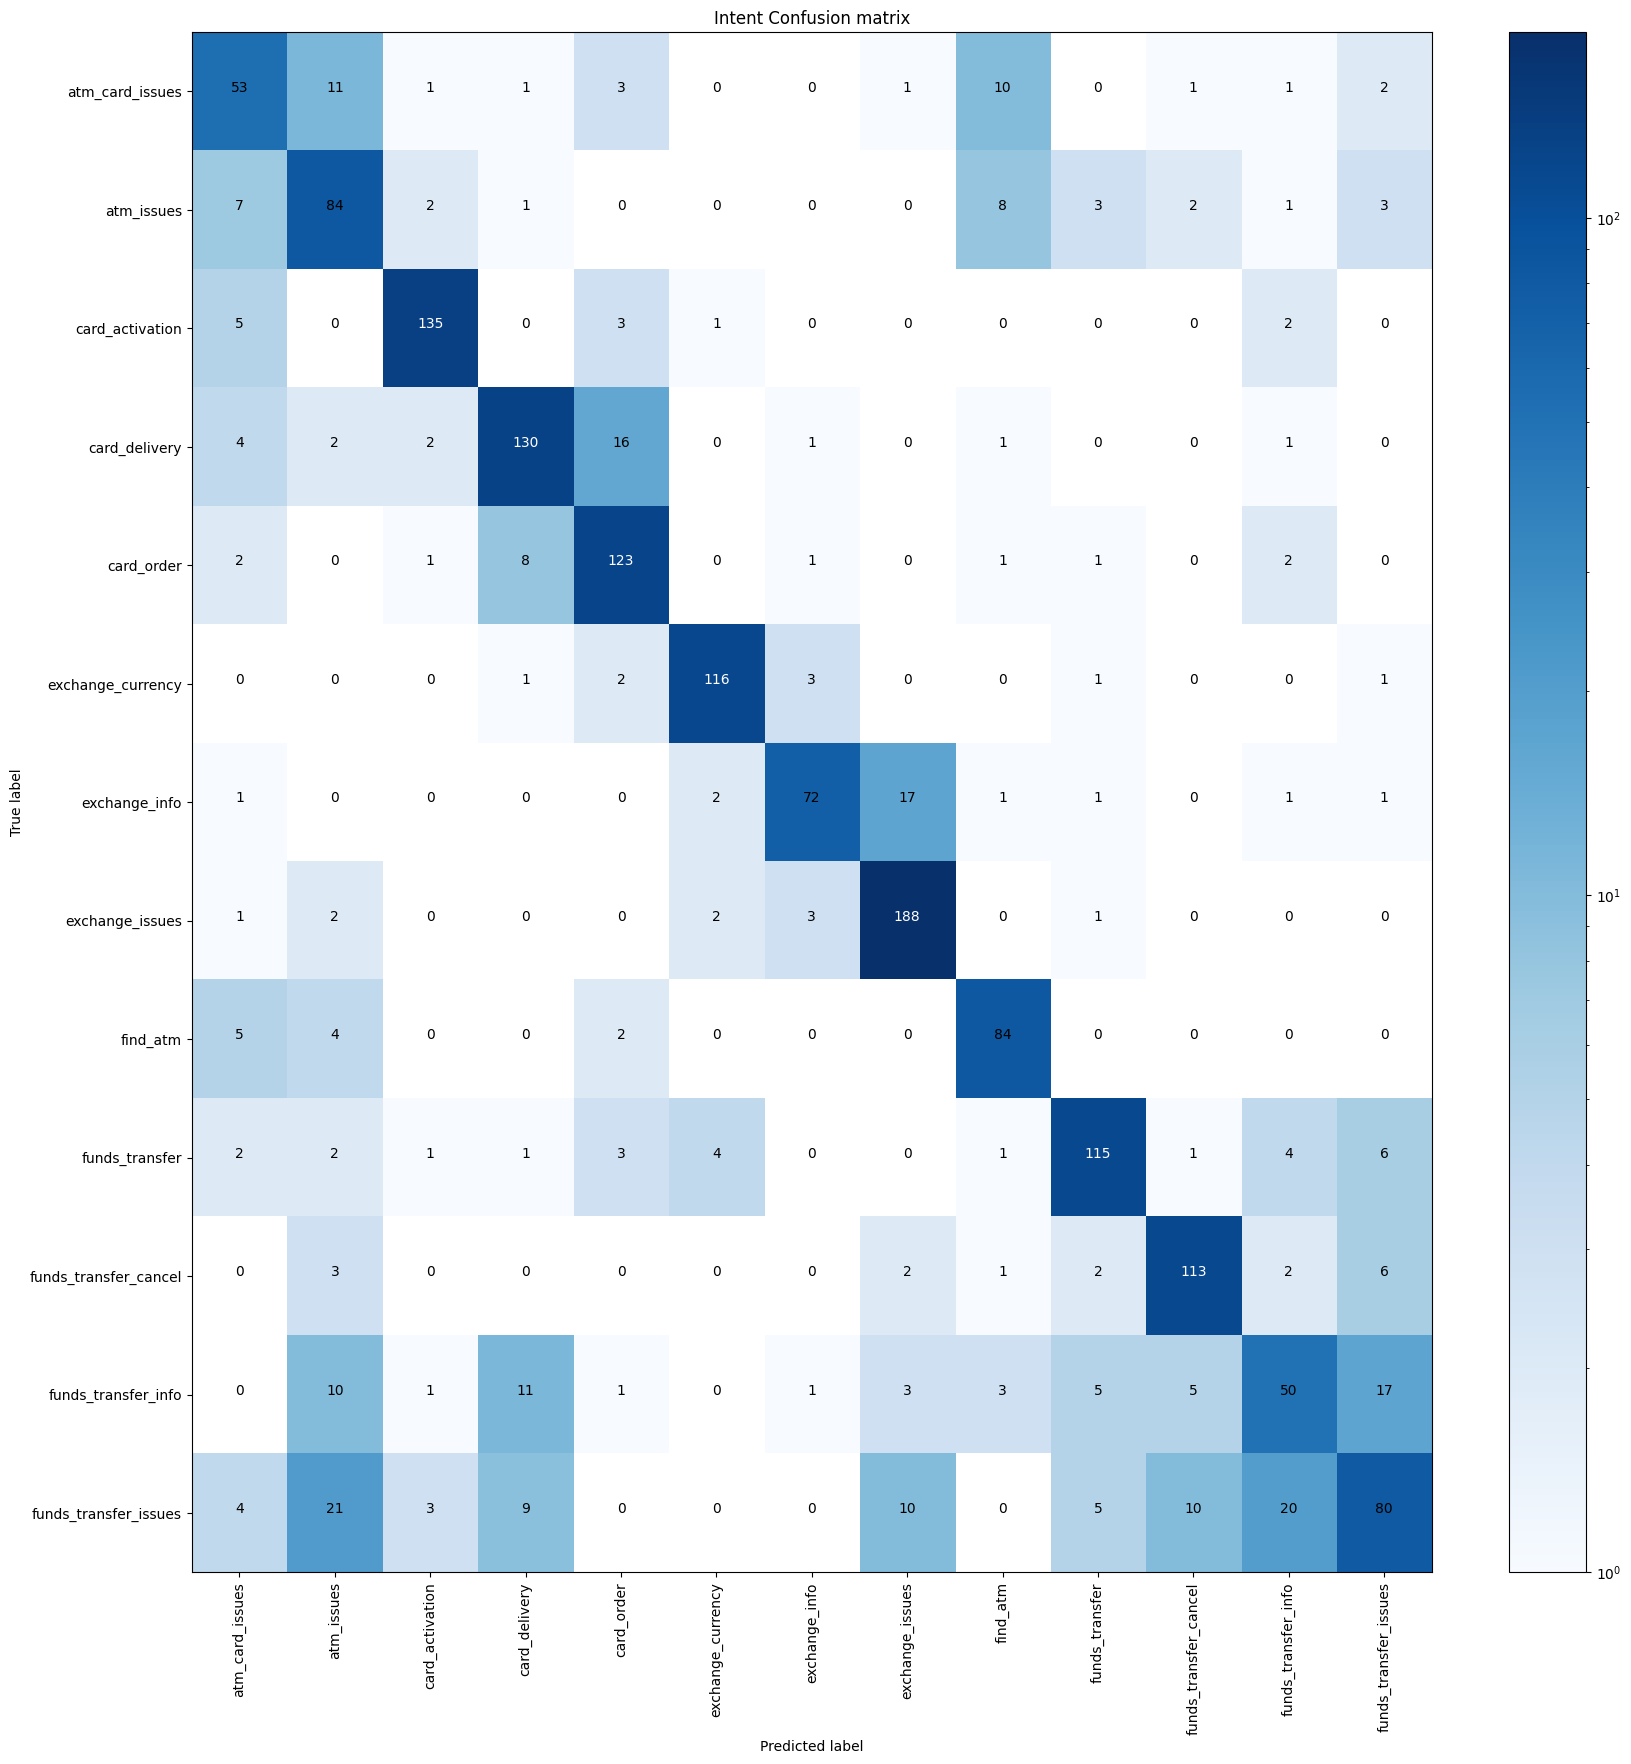 Intent Confusion matrix
atm_card_issues 53 11 1 1 3 0 0 1 10 0 1 1 2
atm_issues 7 84 2 1 0 0 0 0 8 3 2 1 3
10²
card_activation 5 0 135 0 3 1 0 0 0 0 0 2 0
card_delivery 4 2 2 130 16 0 1 0 1 0 0 1 0
card_order 2 0 1 8 123 0 1 0 1 1 0 2 0
exchange_currency 0 0 0 1 2 116 3 0 0 1 0 0 1
True label
exchange_info 1 0 0 0 0 2 72 17 1 1 0 1 1
10¹
exchange_issues 1 2 0 0 0 2 3 188 0 1 0 0 0
find_atm 5 4 0 0 2 0 0 0 84 0 0 0 0
funds_transfer 2 2 1 1 3 4 0 0 1 115 1 4 6
funds_transfer_cancel 0 3 0 0 0 0 0 2 1 2 113 2 6
funds_transfer_info 0 10 1 11 1 0 1 3 3 5 5 50 17
funds_transfer_issues 4 21 3 9 0 0 0 10 0 5 10 20 80
10⁰
atm_card_issues
atm_issues
card_activation
card_delivery
card_order
exchange_currency
exchange_info
exchange_issues
find_atm
funds_transfer
funds_transfer_cancel
funds_transfer_info
funds_transfer_issues
Predicted label